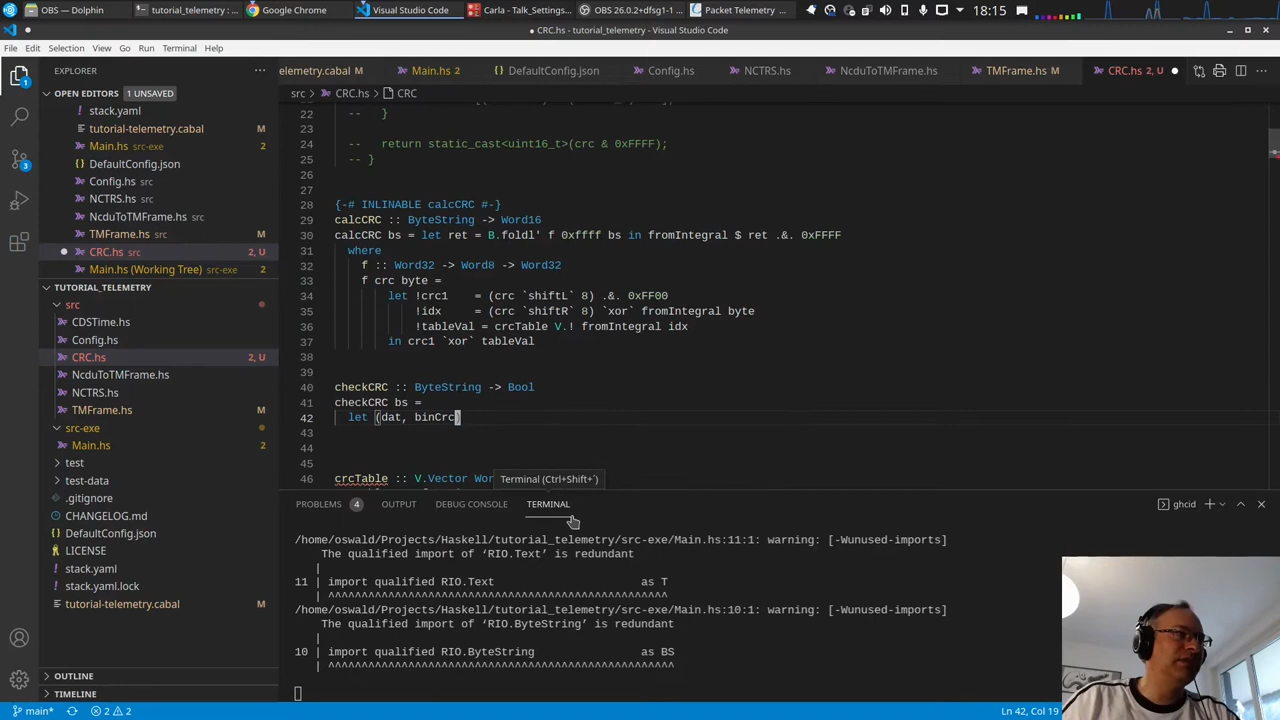 OBS — Dolphin
tutorial_telemetry : ...
Google Chrome
Visual Studio Code
Carla - Talk_Settings...
OBS 26.0.2+dfsg1-1
Packet Telemetry ...
18:15
● CRC.hs - tutorial_telemetry - Visual Studio Code
File Edit Selection View Go Run Terminal Help
EXPLORER
elemetry.cabal M
Main.hs 2
DefaultConfig.json
Config.hs
NCTRS.hs
NcduToTMFrame.hs
TMFrame.hs M
CRC.hs 2, U
OPEN EDITORS 1 UNSAVED
stack.yaml
tutorial-telemetry.cabal M
Main.hs src-exe 2
DefaultConfig.json
Config.hs src
NCTRS.hs src
NcduToTMFrame.hs src
TMFrame.hs src M
CRC.hs src 2, U
Main.hs (Working Tree) src-exe 2
TUTORIAL_TELEMETRY
src
CDSTime.hs
Config.hs
CRC.hs 2, U
NcduToTMFrame.hs
NCTRS.hs
TMFrame.hs M
src-exe
Main.hs 2
test
test-data
.gitignore
CHANGELOG.md
DefaultConfig.json
LICENSE
stack.yaml
stack.yaml.lock
tutorial-telemetry.cabal M
OUTLINE
TIMELINE
src > CRC.hs > CRC
22 -- }
23
24 -- return static_cast<uint16_t>(crc & 0xFFFF);
25 -- }
26
27
28 {-# INLINABLE calcCRC #-}
29 calcCRC :: ByteString -> Word16
30 calcCRC bs = let ret = B.foldl' f 0xffff bs in fromIntegral $ ret .&. 0xFFFF
31 where
32 f :: Word32 -> Word8 -> Word32
33 f crc byte =
34 let !crc1 = (crc `shiftL` 8) .&. 0xFF00
35 !idx = (crc `shiftR` 8) `xor` fromIntegral byte
36 !tableVal = crcTable V.! fromIntegral idx
37 in crc1 `xor` tableVal
38
39
40 checkCRC :: ByteString -> Bool
41 checkCRC bs =
42 let (dat, binCrc)
43
44
45
46 crcTable :: V.Vector Wor
Terminal (Ctrl+Shift+´)
PROBLEMS 4 OUTPUT DEBUG CONSOLE TERMINAL
ghcid
/home/oswald/Projects/Haskell/tutorial_telemetry/src-exe/Main.hs:11:1: warning: [-Wunused-imports]
The qualified import of ‘RIO.Text’ is redundant
|
11 | import qualified RIO.Text as T
| ^^^^^^^^^^^^^^^^^^^^^^^^^^^^^^^^^^^^^^^^^^^^^^^^^^
/home/oswald/Projects/Haskell/tutorial_telemetry/src-exe/Main.hs:10:1: warning: [-Wunused-imports]
The qualified import of ‘RIO.ByteString’ is redundant
|
10 | import qualified RIO.ByteString as BS
| ^^^^^^^^^^^^^^^^^^^^^^^^^^^^^^^^^^^^^^^^^^^^^^^^^^^
main* 2 2
Ln 42, Col 19